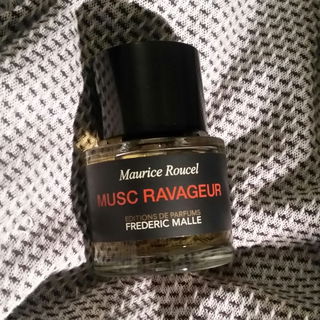 Maurice Roucel
MUSC RAVAGEUR
EDITIONS DE PARFUMS
FREDERIC MALLE